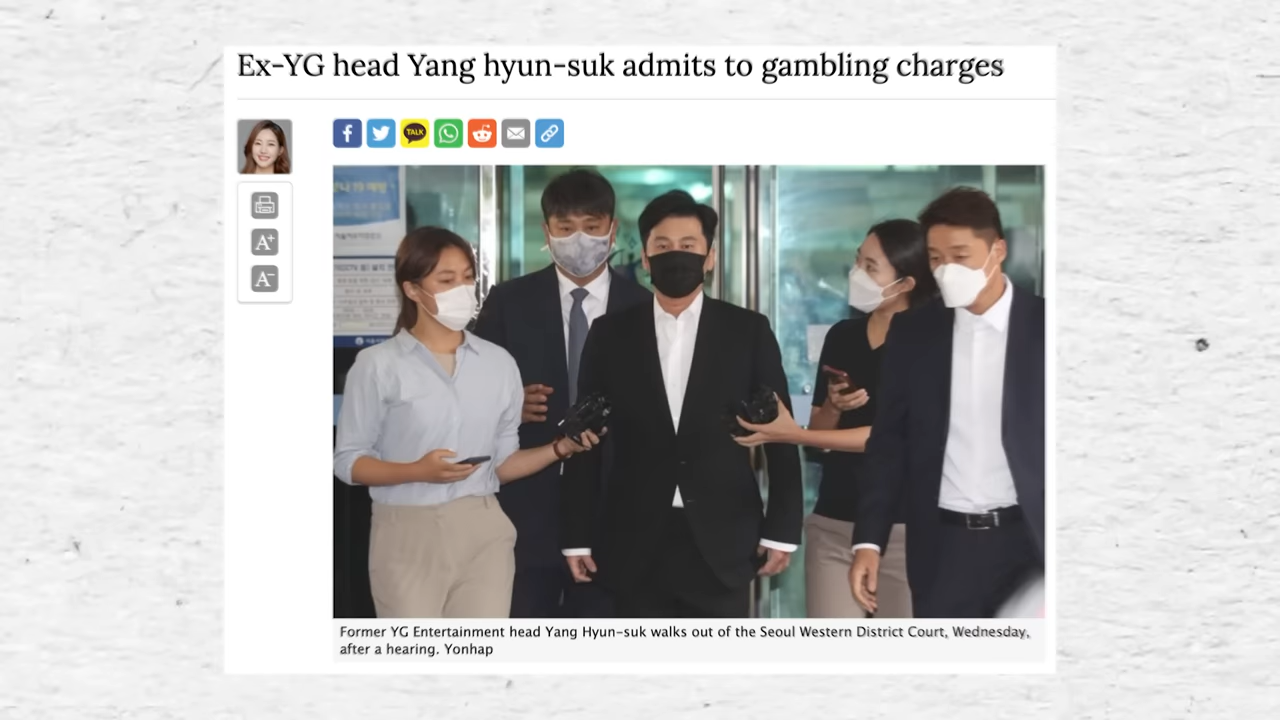 Ex-YG head Yang hyun-suk admits to gambling charges
TALK
A+
A-
Former YG Entertainment head Yang Hyun-suk walks out of the Seoul Western District Court, Wednesday,
after a hearing. Yonhap